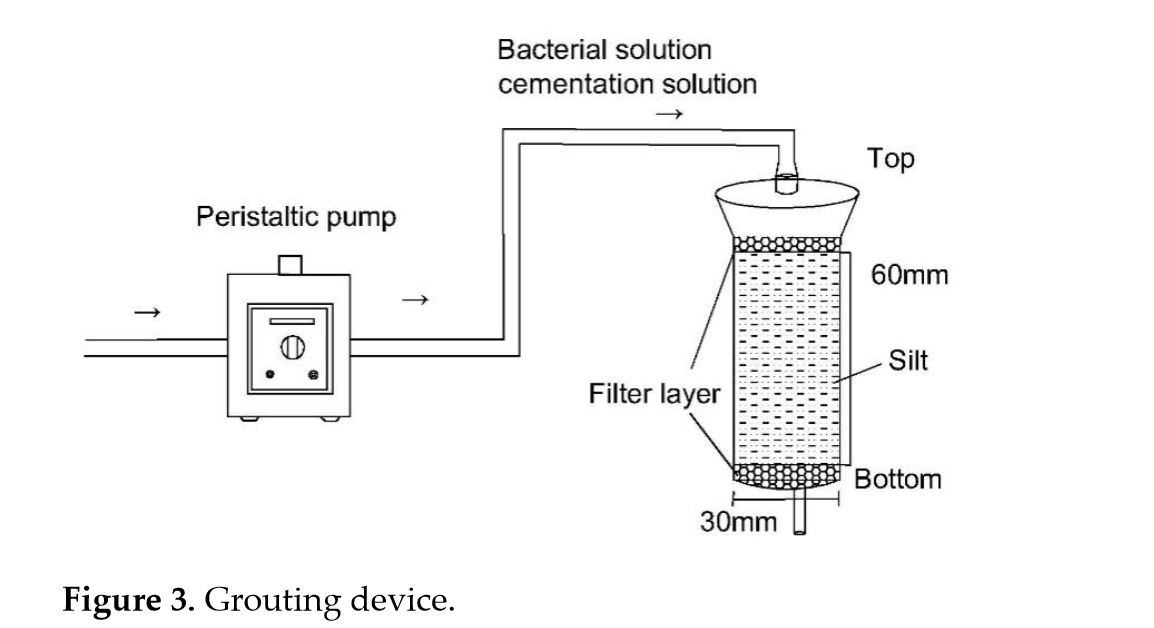 Bacterial solution
cementation solution
→
Top
Peristaltic pump
60mm
→
→
Silt
Filter layer
Bottom
30mm
Figure 3. Grouting device.